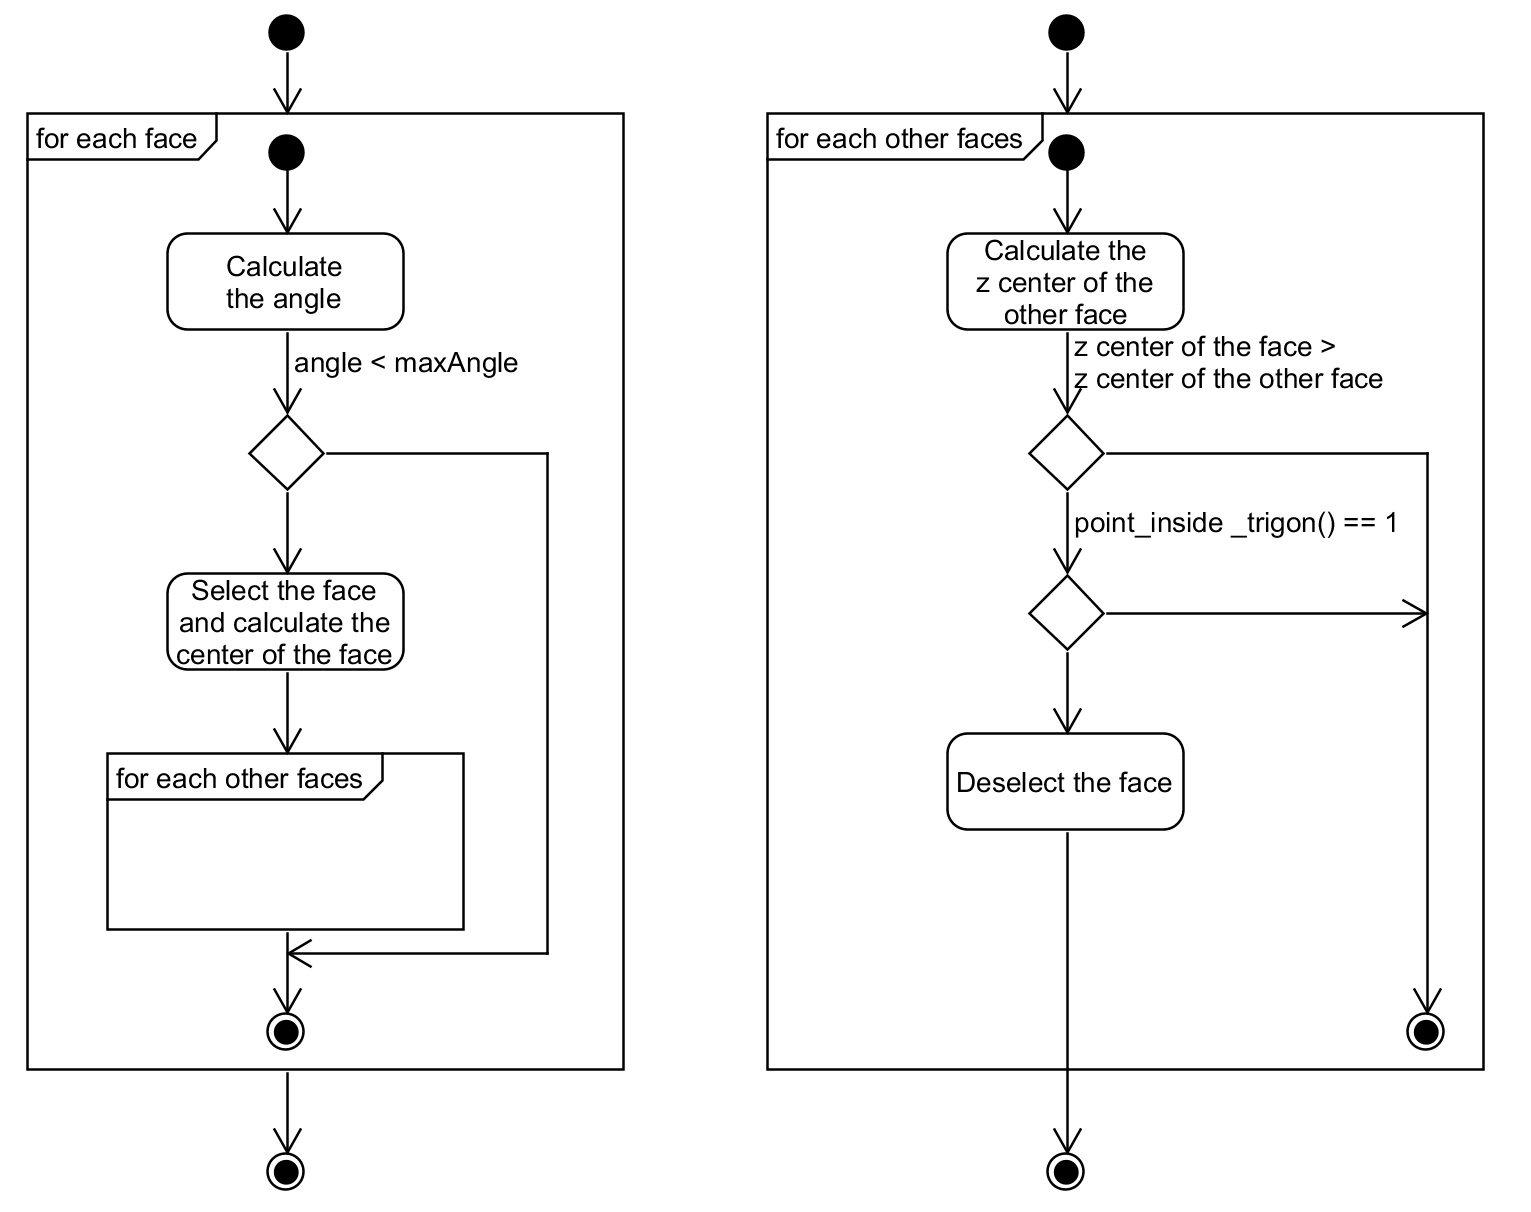 for each face
Calculate
the angle
angle < maxAngle
Select the face
and calculate the
center of the face
for each other faces
for each other faces
Calculate the
z center of the
other face
z center of the face >
z center of the other face
point_inside _trigon() == 1
Deselect the face